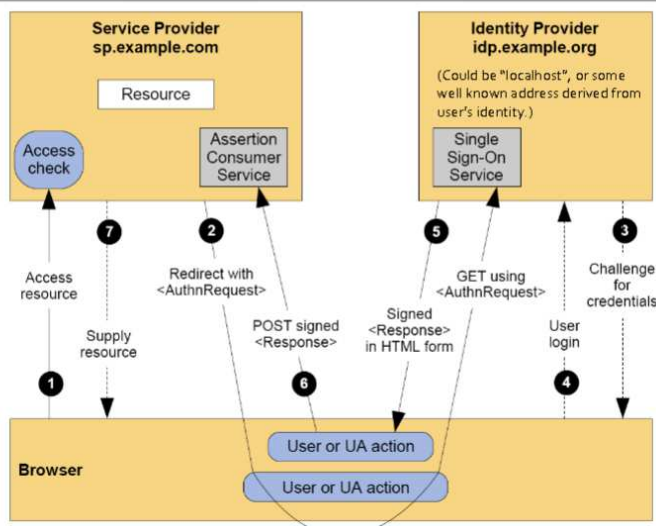 Service Provider
sp.example.com
Resource
Access
check
Assertion
Consumer
Service
Identity Provider
idp.example.org
(Could be "localhost", or some
well known address derived from
user's identity.)
Single
Sign-On
Service
7
2
5
3
Access
resource
Redirect with
<AuthnRequest>
GET using
<AuthnRequest>
Challenge
for
credentials
Supply
resource
POST signed
<Response>
Signed
<Response>
in HTML form
User
login
1
6
4
User or UA action
Browser
User or UA action